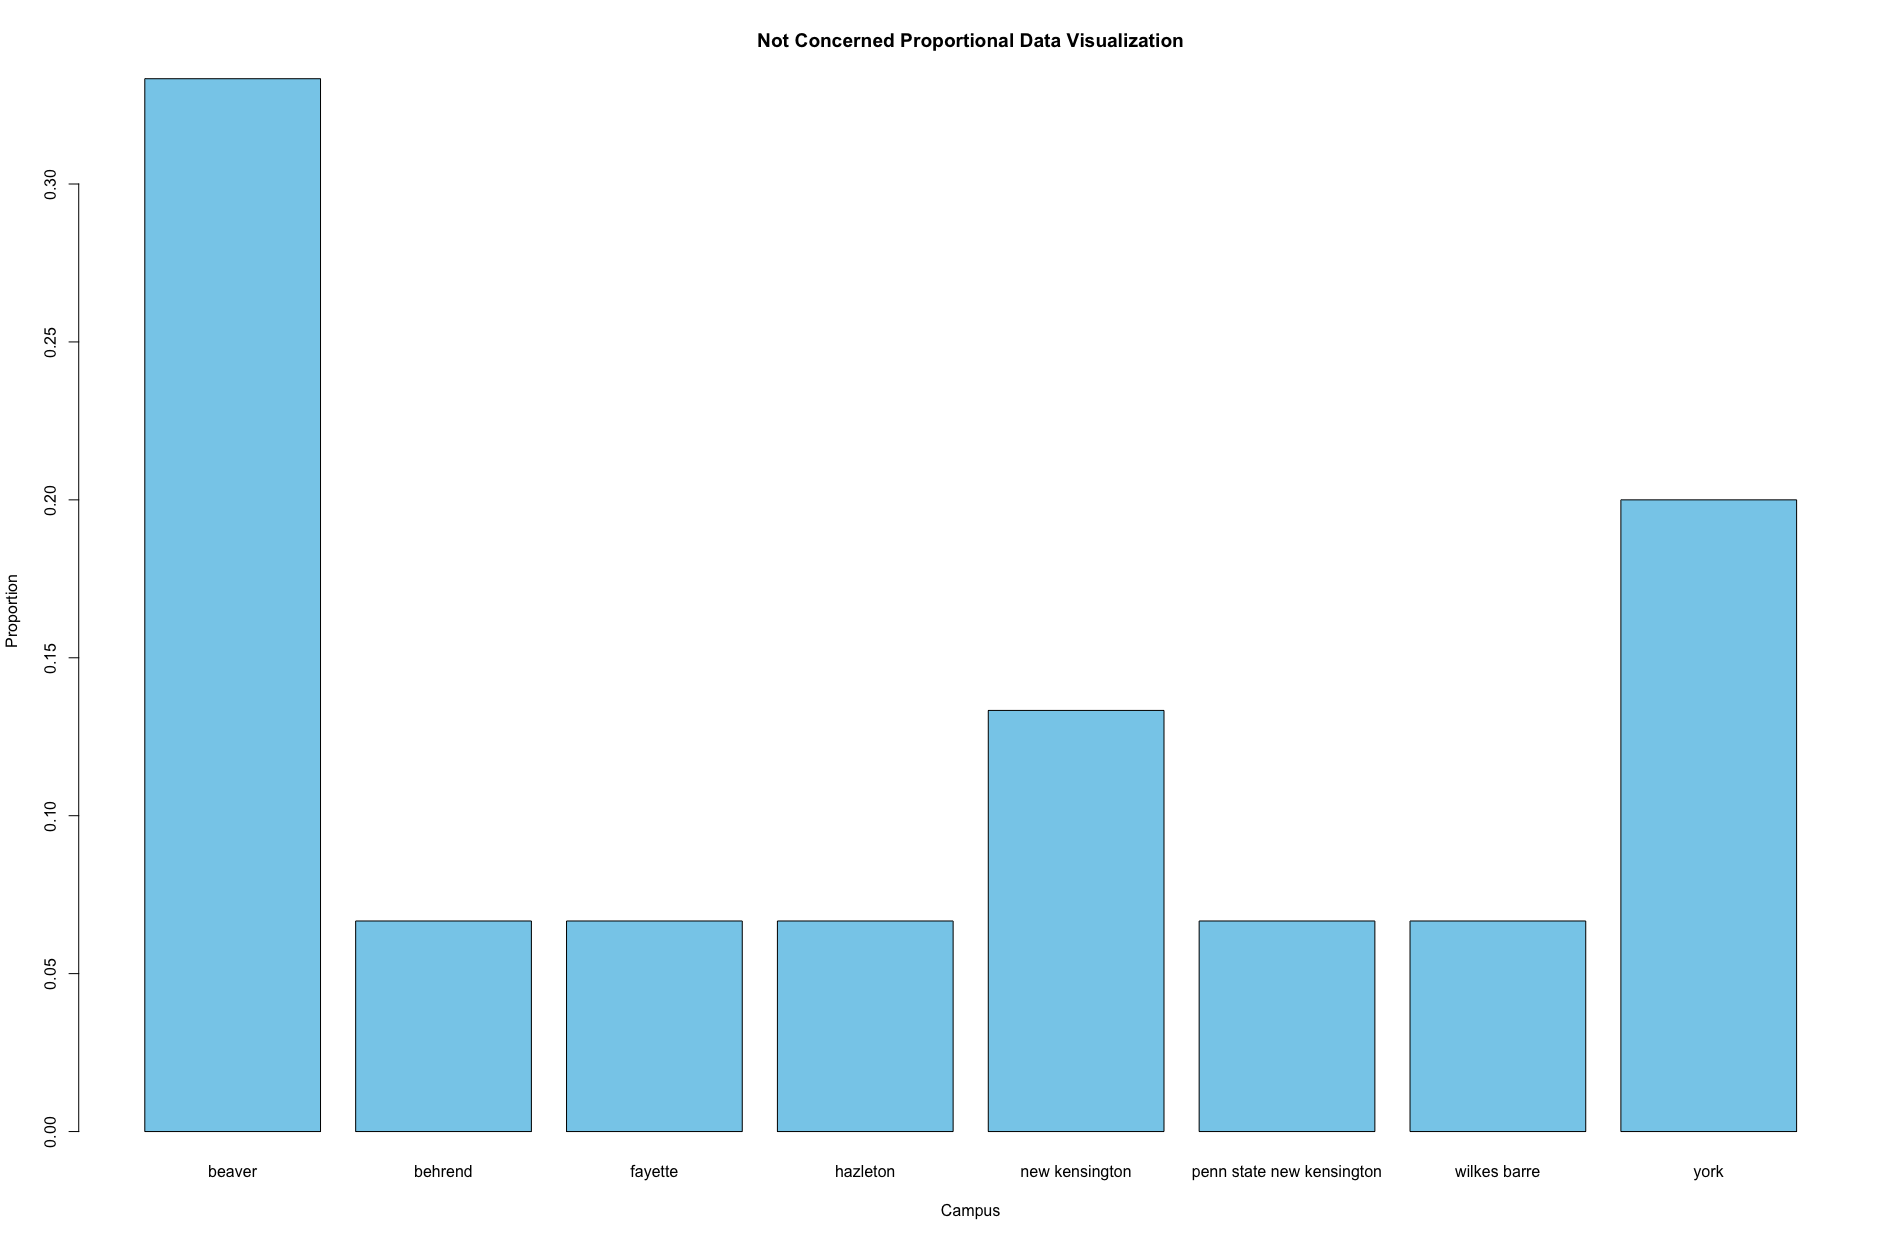 Not Concerned Proportional Data Visualization
Proportion
0.30
0.25
0.20
0.15
0.10
0.05
0.00
beaver behrend fayette hazleton new kensington penn state new kensington wilkes barre york
Campus